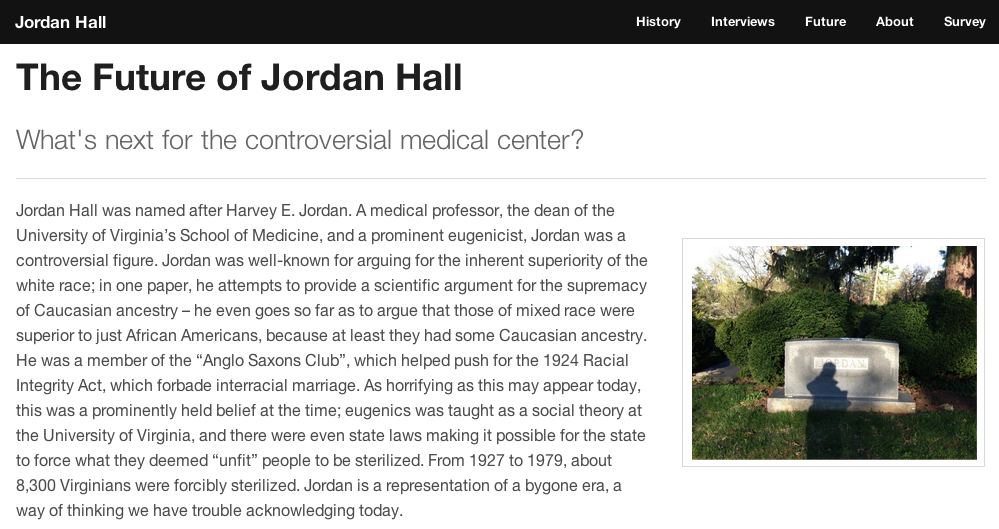 Jordan Hall
History Interviews Future About Survey
The Future of Jordan Hall
What's next for the controversial medical center?
Jordan Hall was named after Harvey E. Jordan. A medical professor, the dean of the
University of Virginia’s School of Medicine, and a prominent eugenicist, Jordan was a
controversial figure. Jordan was well-known for arguing for the inherent superiority of the
white race; in one paper, he attempts to provide a scientific argument for the supremacy
of Caucasian ancestry – he even goes so far as to argue that those of mixed race were
superior to just African Americans, because at least they had some Caucasian ancestry.
He was a member of the “Anglo Saxons Club”, which helped push for the 1924 Racial
Integrity Act, which forbade interracial marriage. As horrifying as this may appear today,
this was a prominently held belief at the time; eugenics was taught as a social theory at
the University of Virginia, and there were even state laws making it possible for the state
to force what they deemed “unfit” people to be sterilized. From 1927 to 1979, about
8,300 Virginians were forcibly sterilized. Jordan is a representation of a bygone era, a
way of thinking we have trouble acknowledging today.
JORDAN